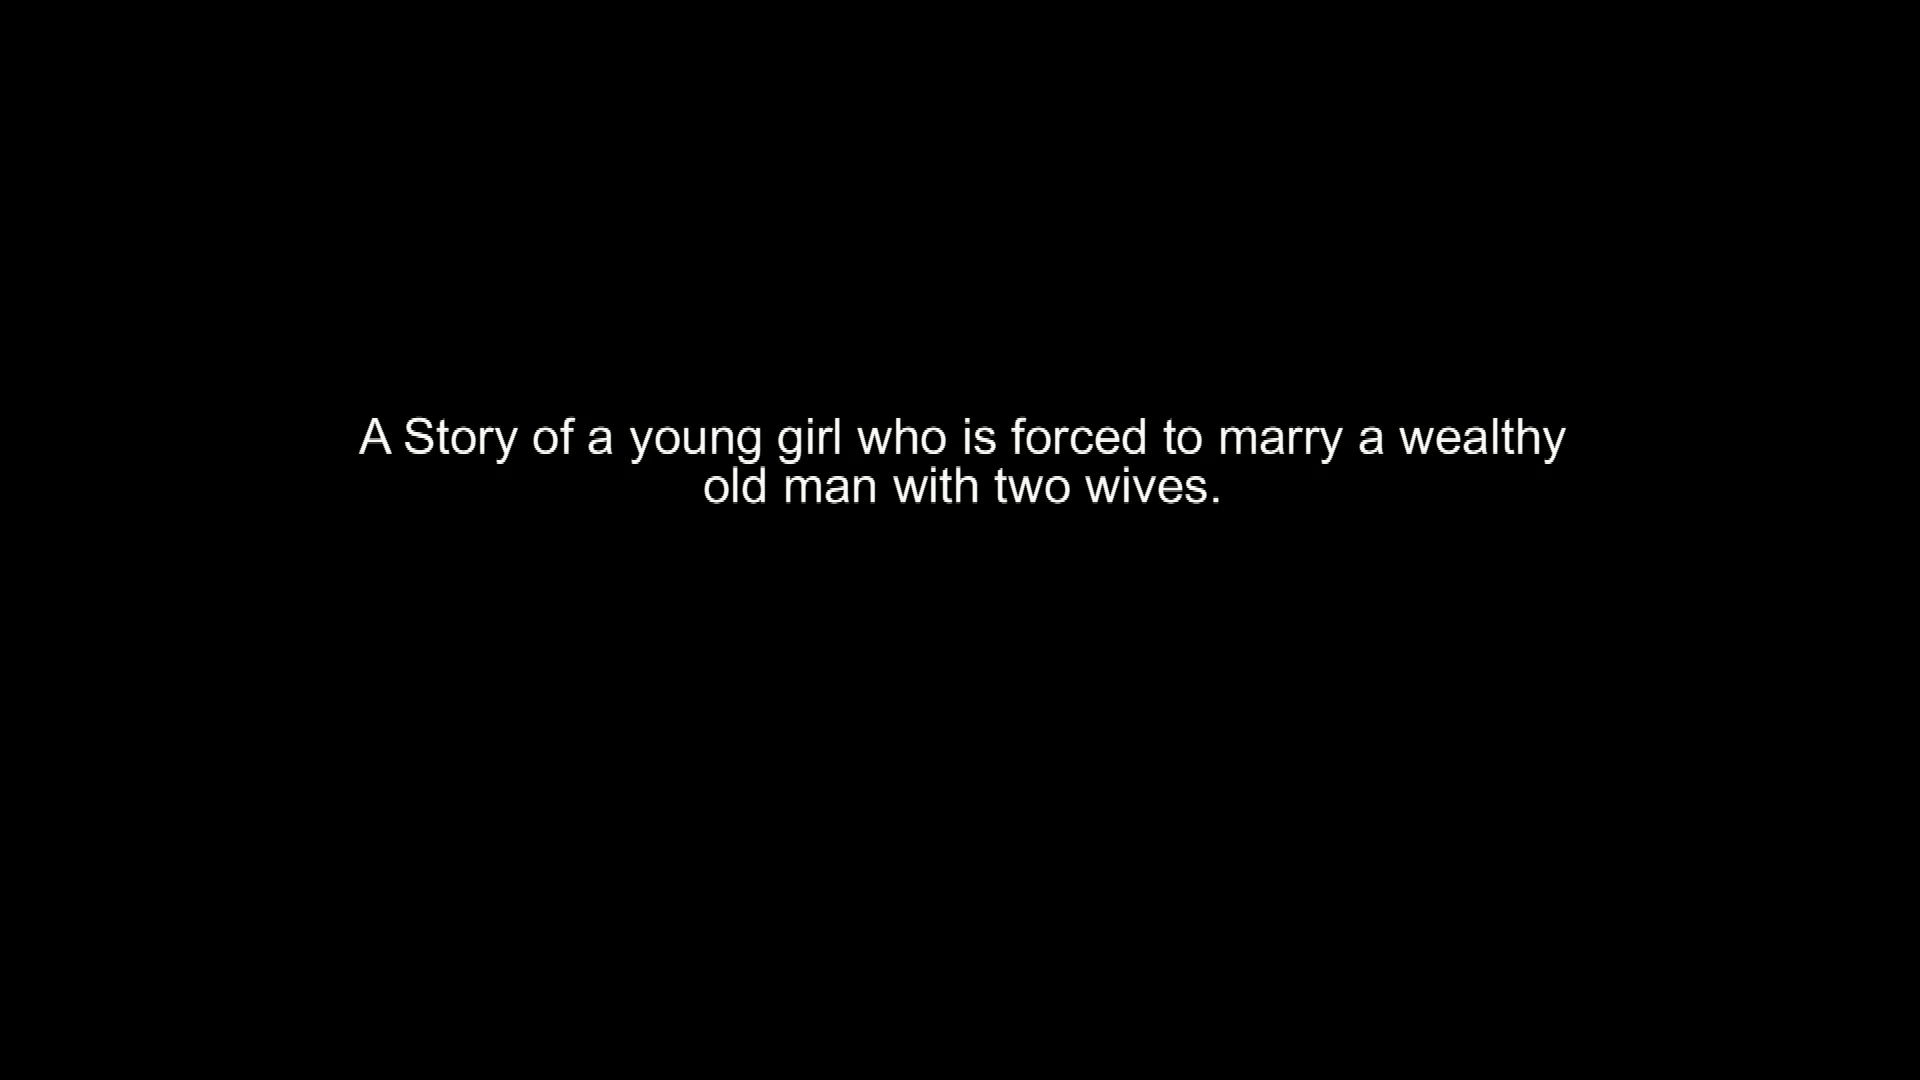 A Story of a young girl who is forced to marry a wealthy
old man with two wives.